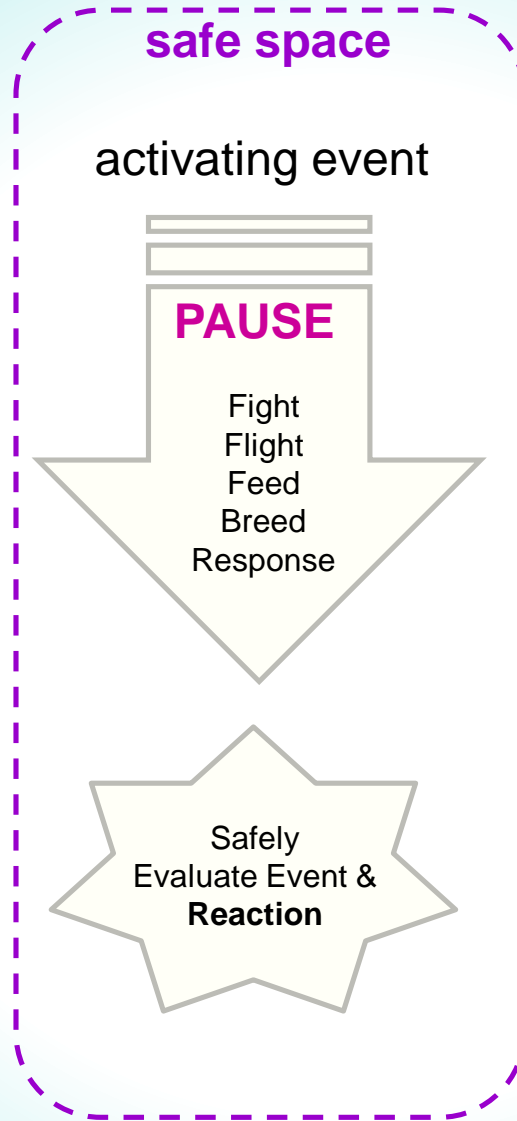 safe space
activating event
PAUSE
Fight
Flight
Feed
Breed
Response
Safely
Evaluate Event &
Reaction